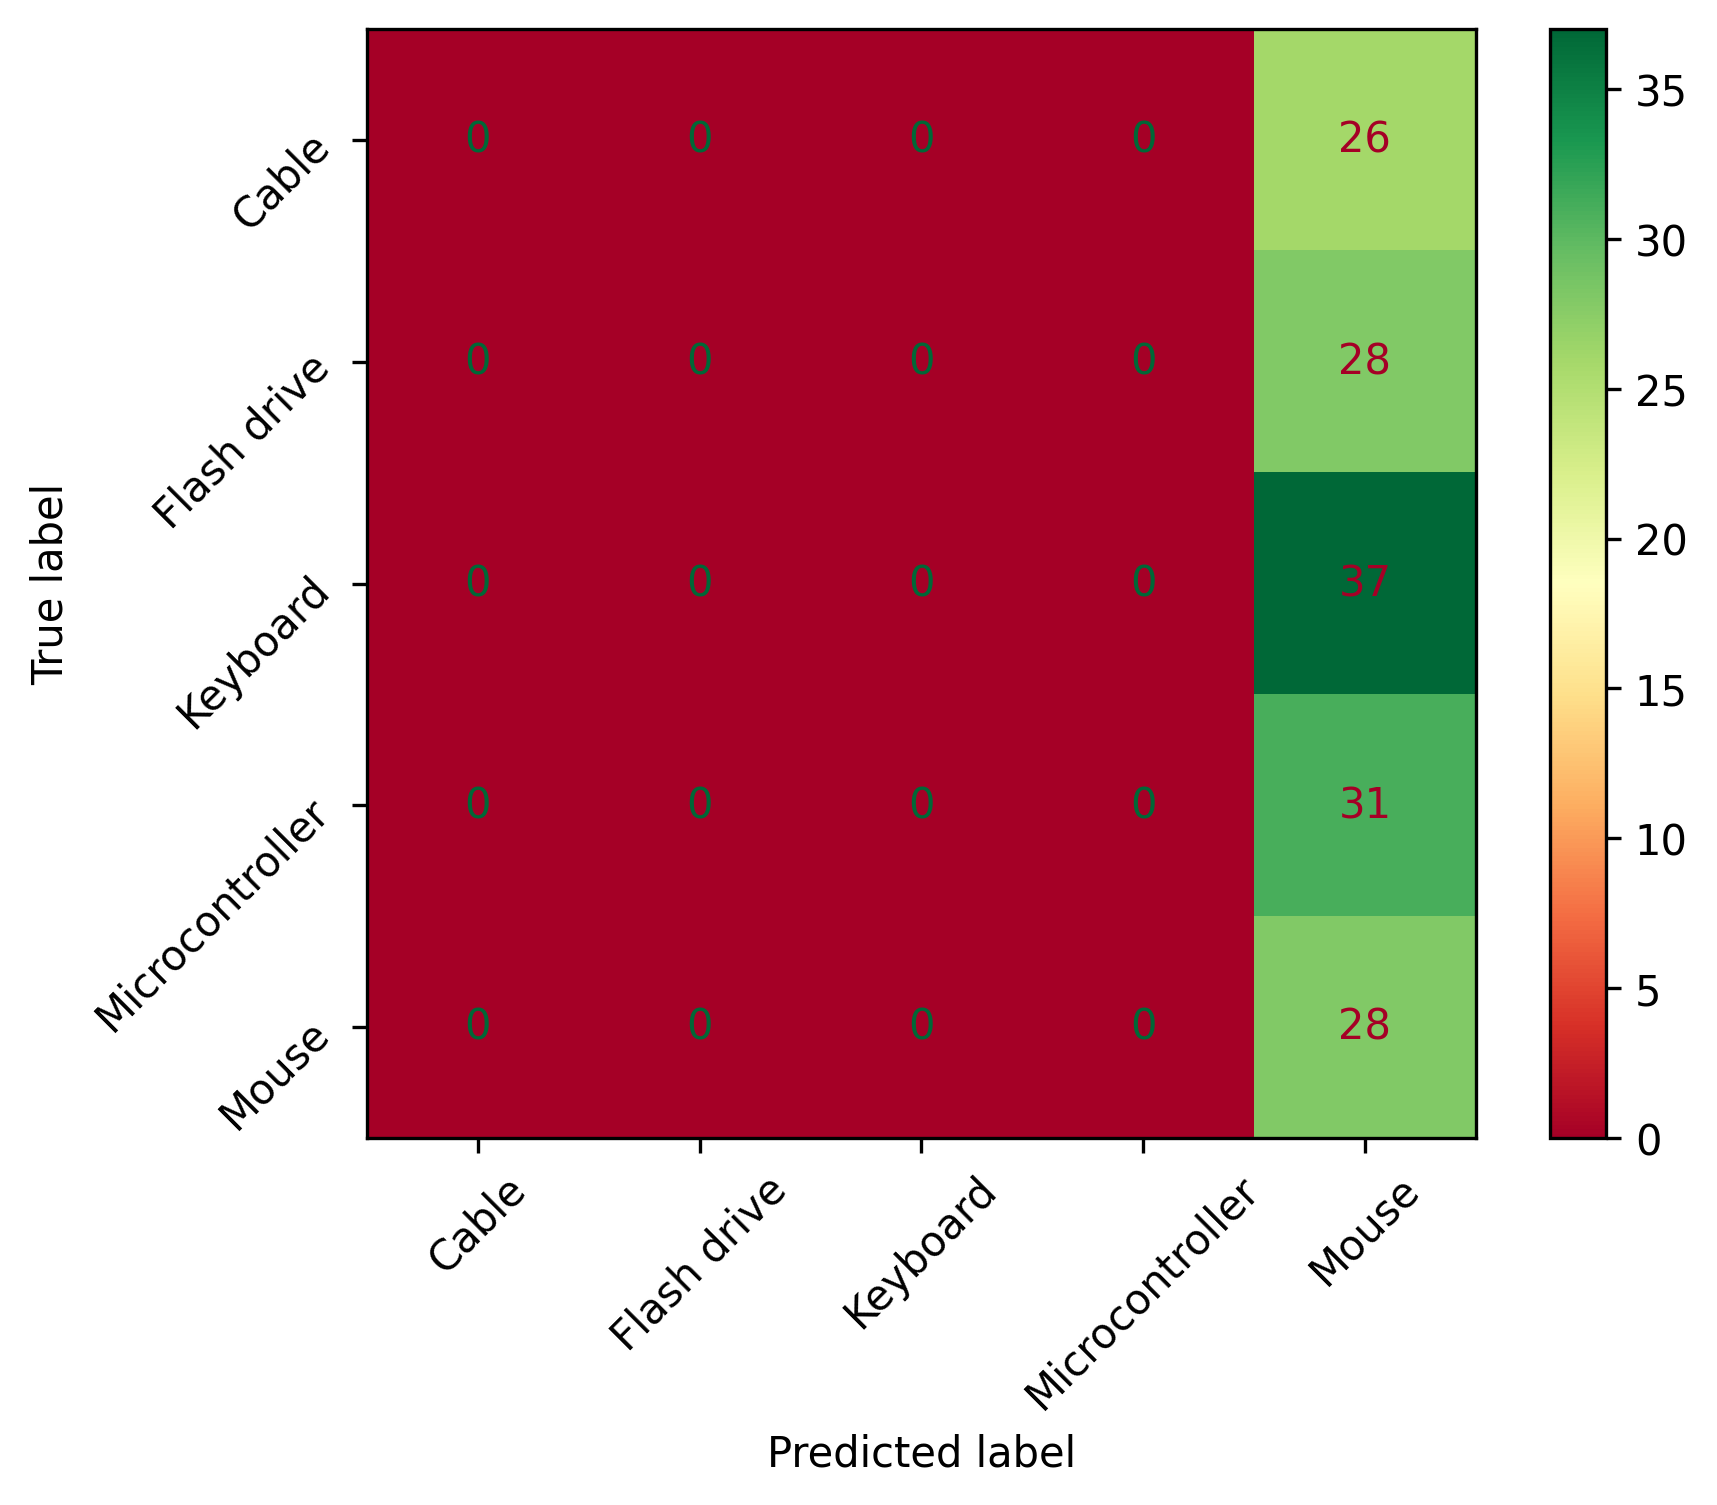 True label
Cable
0 0 0 0 26
Flash drive
0 0 0 0 28
Keyboard
0 0 0 0 37
Microcontroller
0 0 0 0 31
Mouse
0 0 0 0 28
Cable
Flash drive
Keyboard
Microcontroller
Mouse
Predicted label
35
30
25
20
15
10
5
0